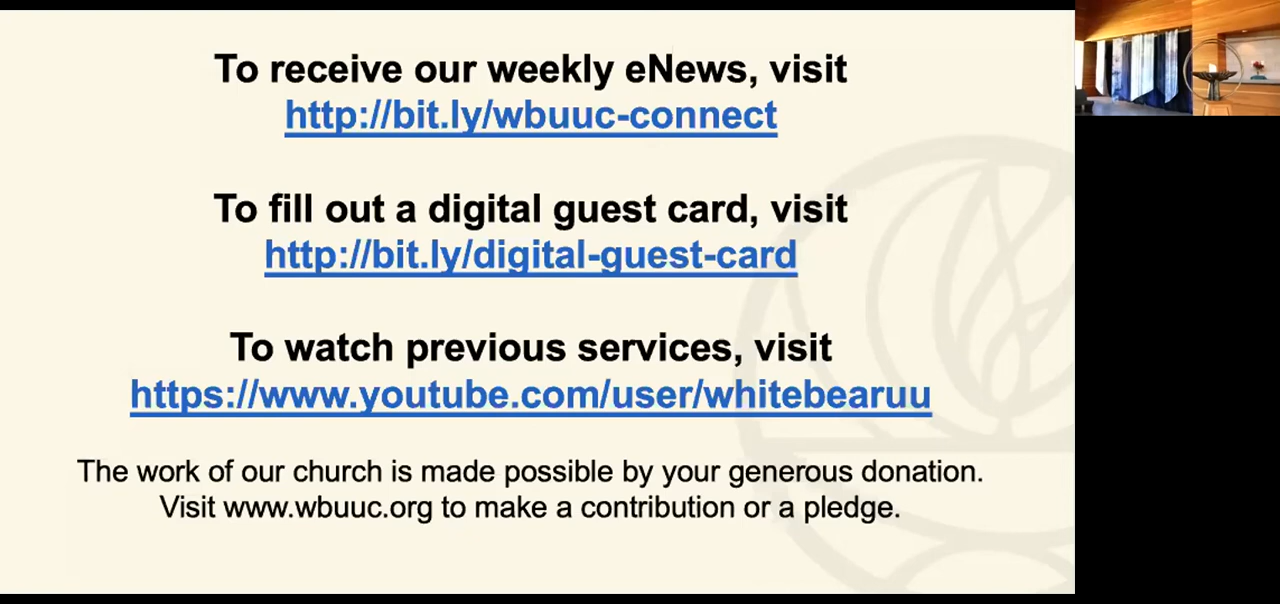 To receive our weekly eNews, visit
http://bit.ly/wbuuc-connect
To fill out a digital guest card, visit
http://bit.ly/digital-guest-card
To watch previous services, visit
https://www.youtube.com/user/whitebearuu
The work of our church is made possible by your generous donation.
Visit www.wbuuc.org to make a contribution or a pledge.